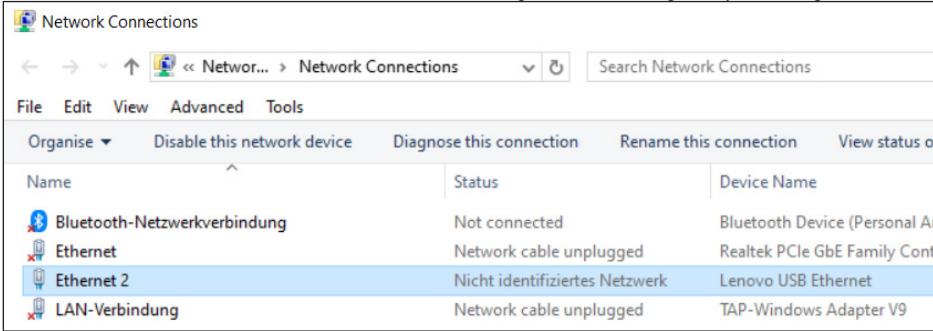 Network Connections
« Networ... › Network Connections Search Network Connections
File Edit View Advanced Tools
Organise Disable this network device Diagnose this connection Rename this connection View status o
Name Status Device Name
Bluetooth-Netzwerkverbindung Not connected Bluetooth Device (Personal A
Ethernet Network cable unplugged Realtek PCIe GbE Family Cont
Ethernet 2 Nicht identifiziertes Netzwerk Lenovo USB Ethernet
LAN-Verbindung Network cable unplugged TAP-Windows Adapter V9